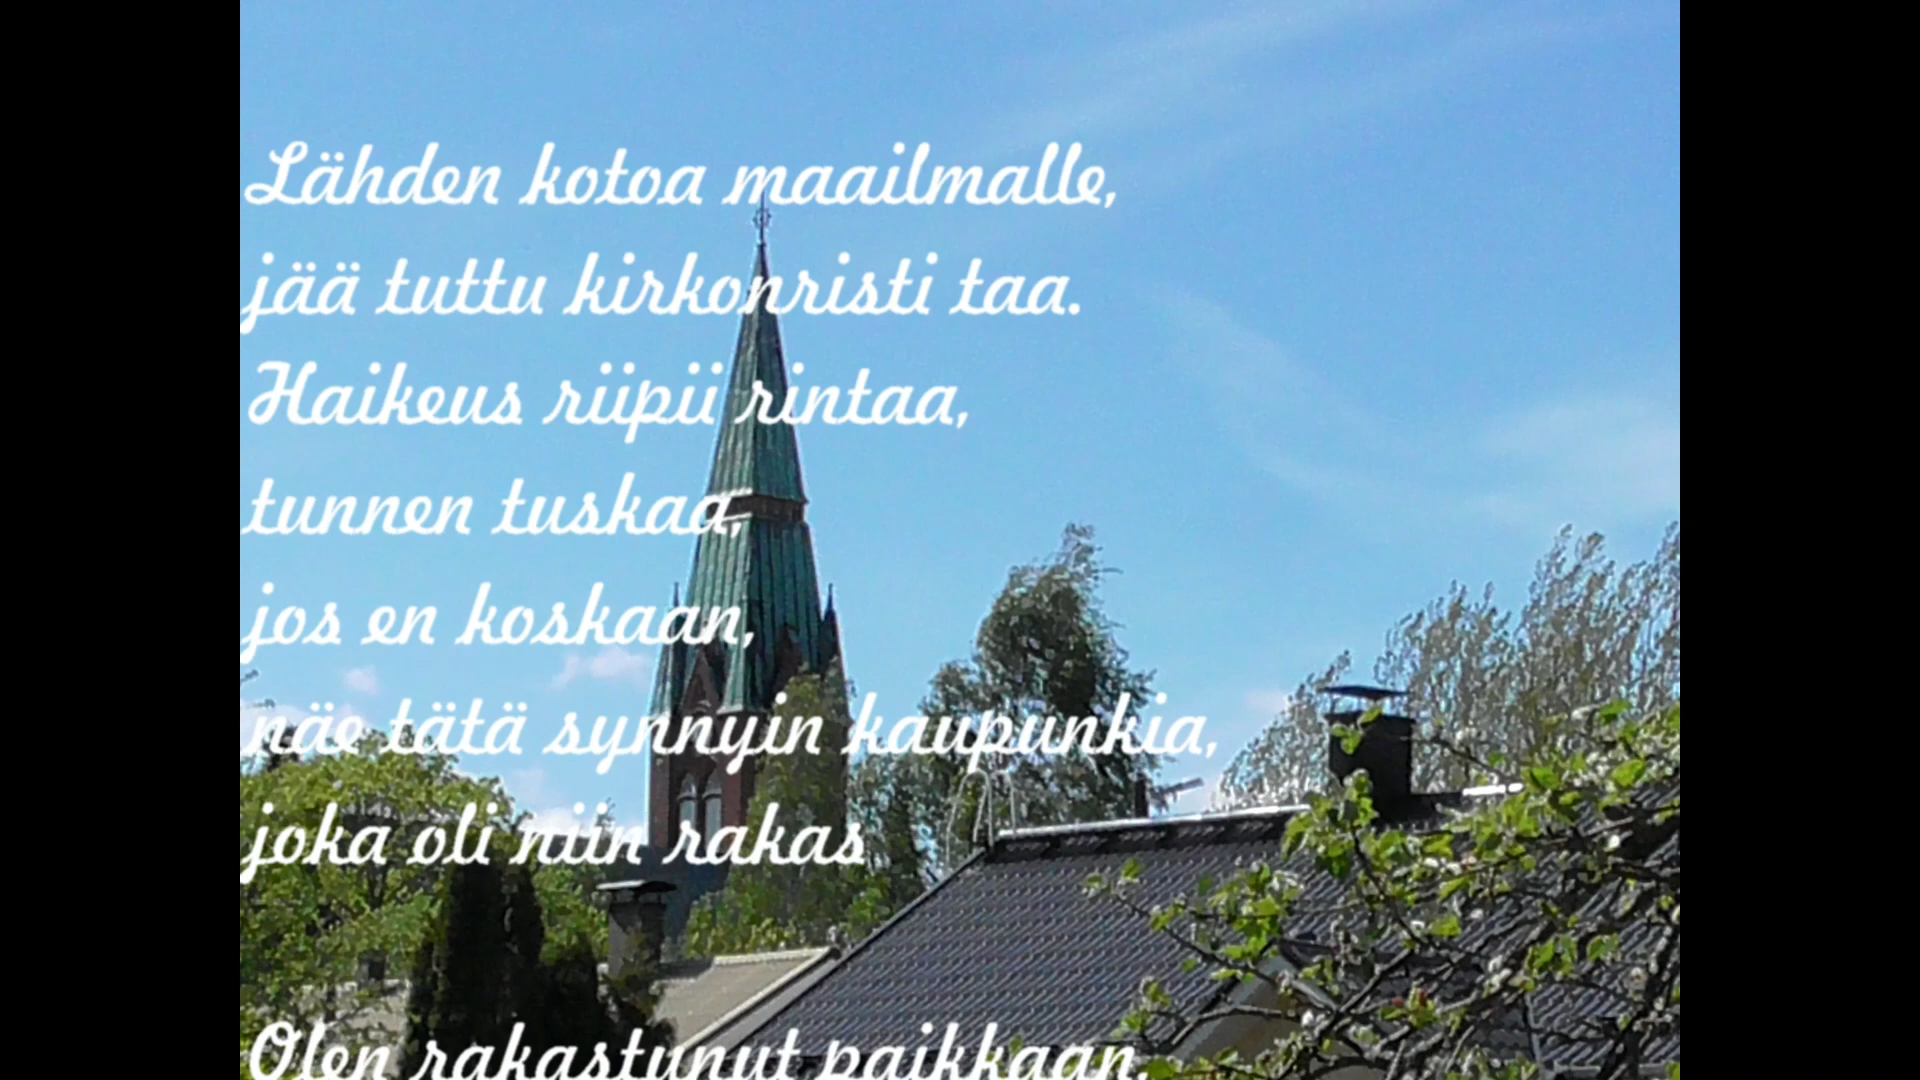 Lähden kotoa maailmalle,
jää tuttu kirkonristi taa.
Haikeus riipii rintaa,
tunnen tuskaa,
jos en koskaan,
näe tätä synnyin kaupunkia,
joka oli niin rakas
Olen rakastunut paikkaan,